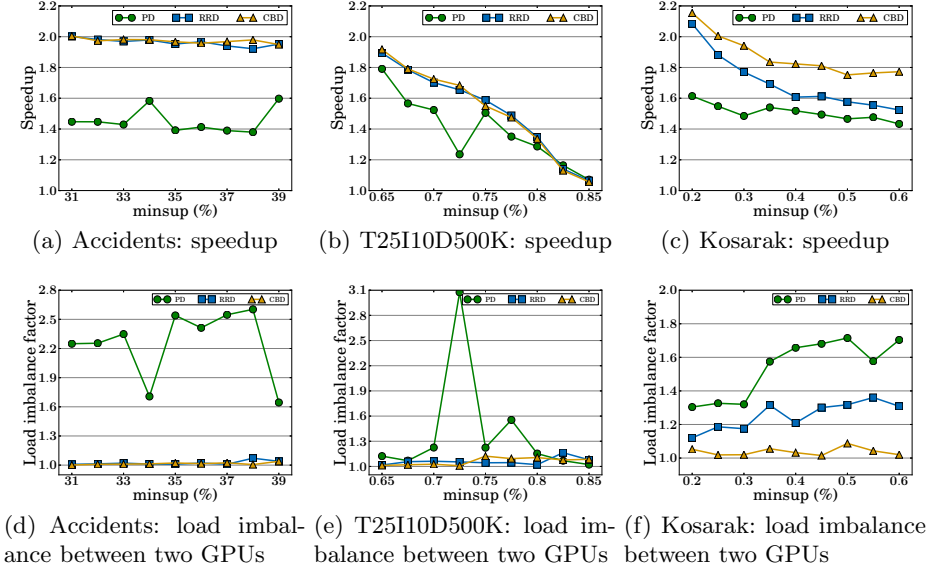 PD RRD CBD
2.2
2.0
1.8
1.6
1.4
1.2
1.0
Speedup
31 33 35 37 39
minsup (%)
(a) Accidents: speedup
PD RRD CBD
2.2
2.0
1.8
1.6
1.4
1.2
1.0
Speedup
0.65 0.7 0.75 0.8 0.85
minsup (%)
(b) T25I10D500K: speedup
PD RRD CBD
2.2
2.0
1.8
1.6
1.4
1.2
1.0
Speedup
0.2 0.3 0.4 0.5 0.6
minsup (%)
(c) Kosarak: speedup
PD RRD CBD
2.8
2.5
2.2
1.9
1.6
1.3
1.0
Load imbalance factor
31 33 35 37 39
minsup (%)
(d) Accidents: load imbal-
ance between two GPUs
PD RRD CBD
3.1
2.8
2.5
2.2
1.9
1.6
1.3
1.0
Load imbalance factor
0.65 0.7 0.75 0.8 0.85
minsup (%)
(e) T25I10D500K: load im-
balance between two GPUs
PD RRD CBD
2.0
1.8
1.6
1.4
1.2
1.0
Load imbalance factor
0.2 0.3 0.4 0.5 0.6
minsup (%)
(f) Kosarak: load imbalance
between two GPUs